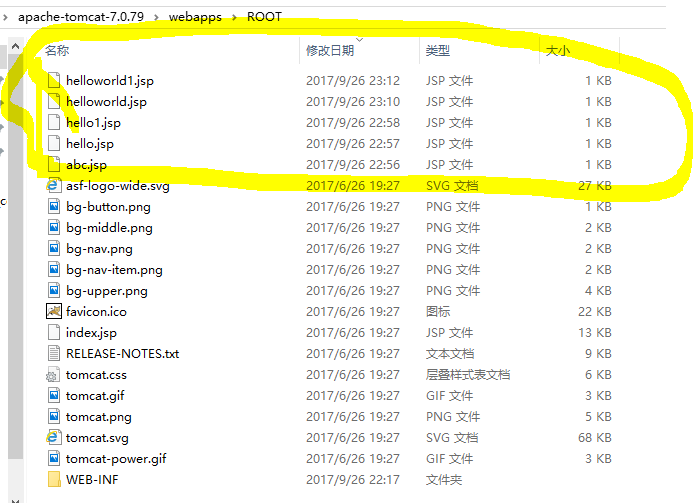 apache-tomcat-7.0.79 › webapps › ROOT
名称 修改日期 类型 大小
helloworld1.jsp 2017/9/26 23:12 JSP 文件 1 KB
helloworld.jsp 2017/9/26 23:10 JSP 文件 1 KB
hello1.jsp 2017/9/26 22:58 JSP 文件 1 KB
hello.jsp 2017/9/26 22:57 JSP 文件 1 KB
abc.jsp 2017/9/26 22:56 JSP 文件 1 KB
asf-logo-wide.svg 2017/6/26 19:27 SVG 文档 27 KB
bg-button.png 2017/6/26 19:27 PNG 文件 1 KB
bg-middle.png 2017/6/26 19:27 PNG 文件 2 KB
bg-nav.png 2017/6/26 19:27 PNG 文件 2 KB
bg-nav-item.png 2017/6/26 19:27 PNG 文件 2 KB
bg-upper.png 2017/6/26 19:27 PNG 文件 4 KB
favicon.ico 2017/6/26 19:27 图标 22 KB
index.jsp 2017/6/26 19:27 JSP 文件 13 KB
RELEASE-NOTES.txt 2017/6/26 19:27 文本文档 9 KB
tomcat.css 2017/6/26 19:27 层叠样式表文档 6 KB
tomcat.gif 2017/6/26 19:27 GIF 文件 3 KB
tomcat.png 2017/6/26 19:27 PNG 文件 5 KB
tomcat.svg 2017/6/26 19:27 SVG 文档 68 KB
tomcat-power.gif 2017/6/26 19:27 GIF 文件 3 KB
WEB-INF 2017/9/26 22:17 文件夹